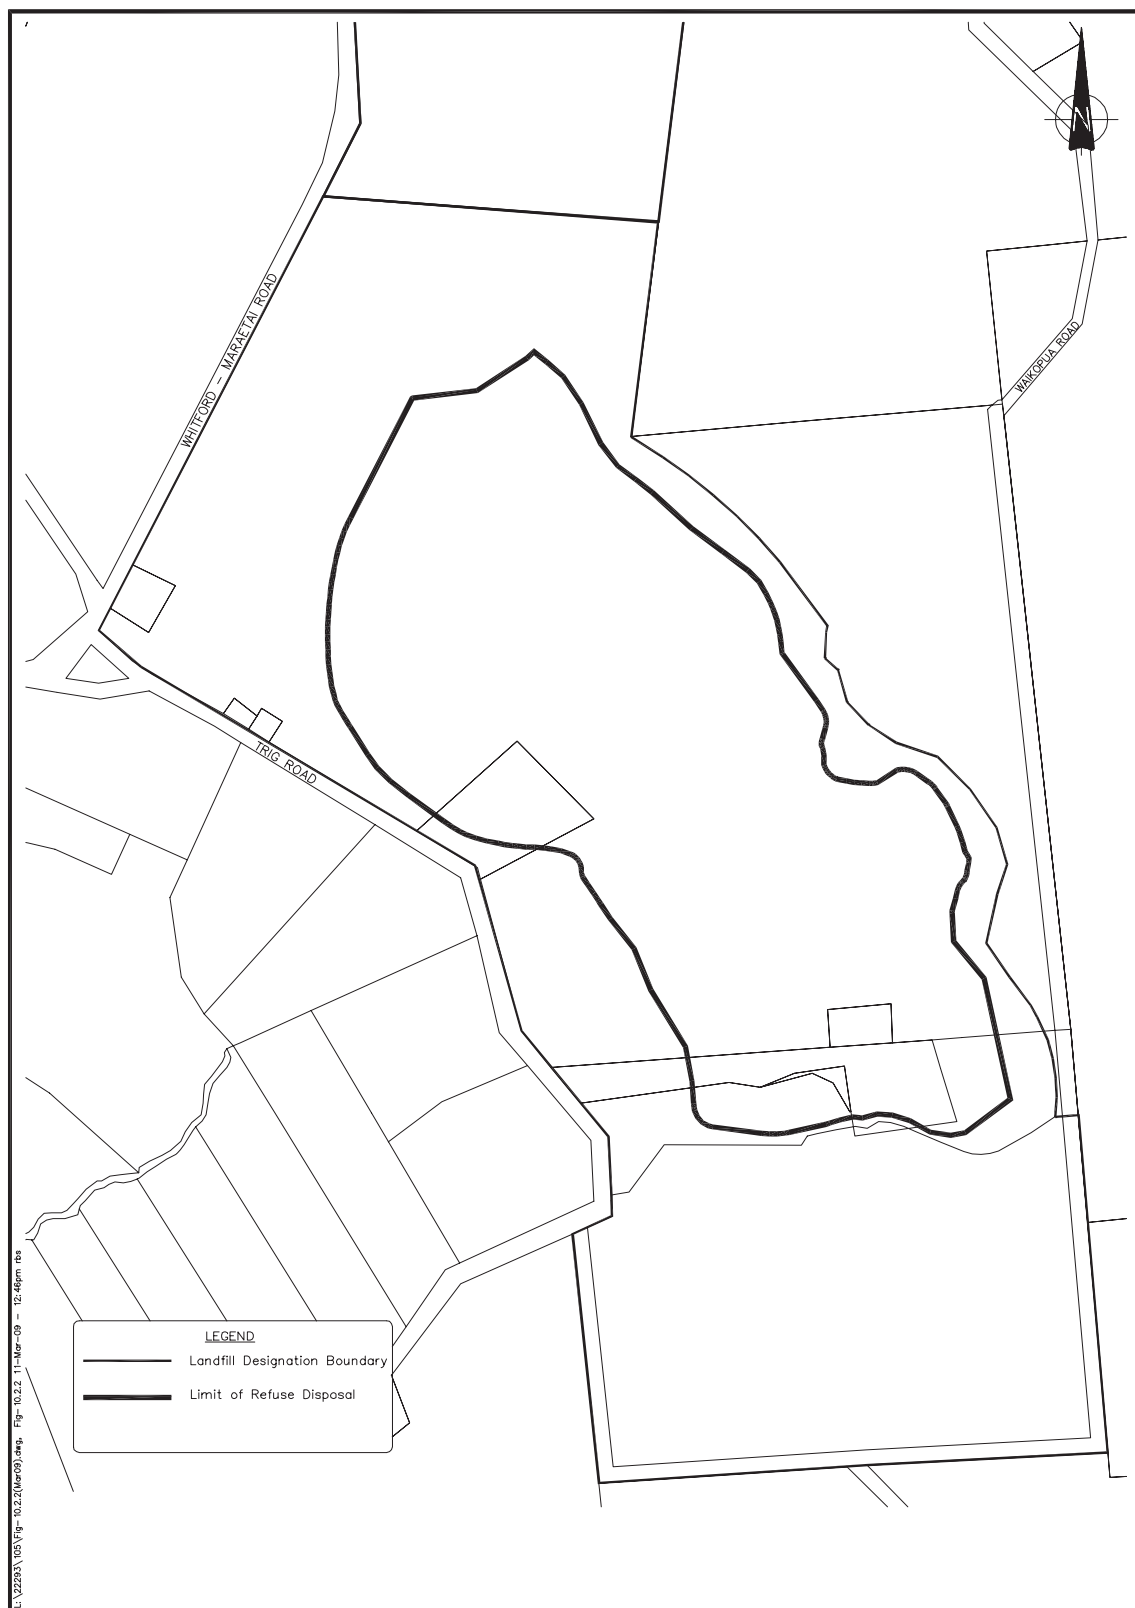 N
WHITFORD - MARAETAI ROAD
WAIKOPUA ROAD
TRIG ROAD
LEGEND
Landfill Designation Boundary
Limit of Refuse Disposal
L:\22293\105\Fig-10.2.2(Mar09).dwg, Fig-10.2.2 11-Mar-09 - 12:46pm rbs